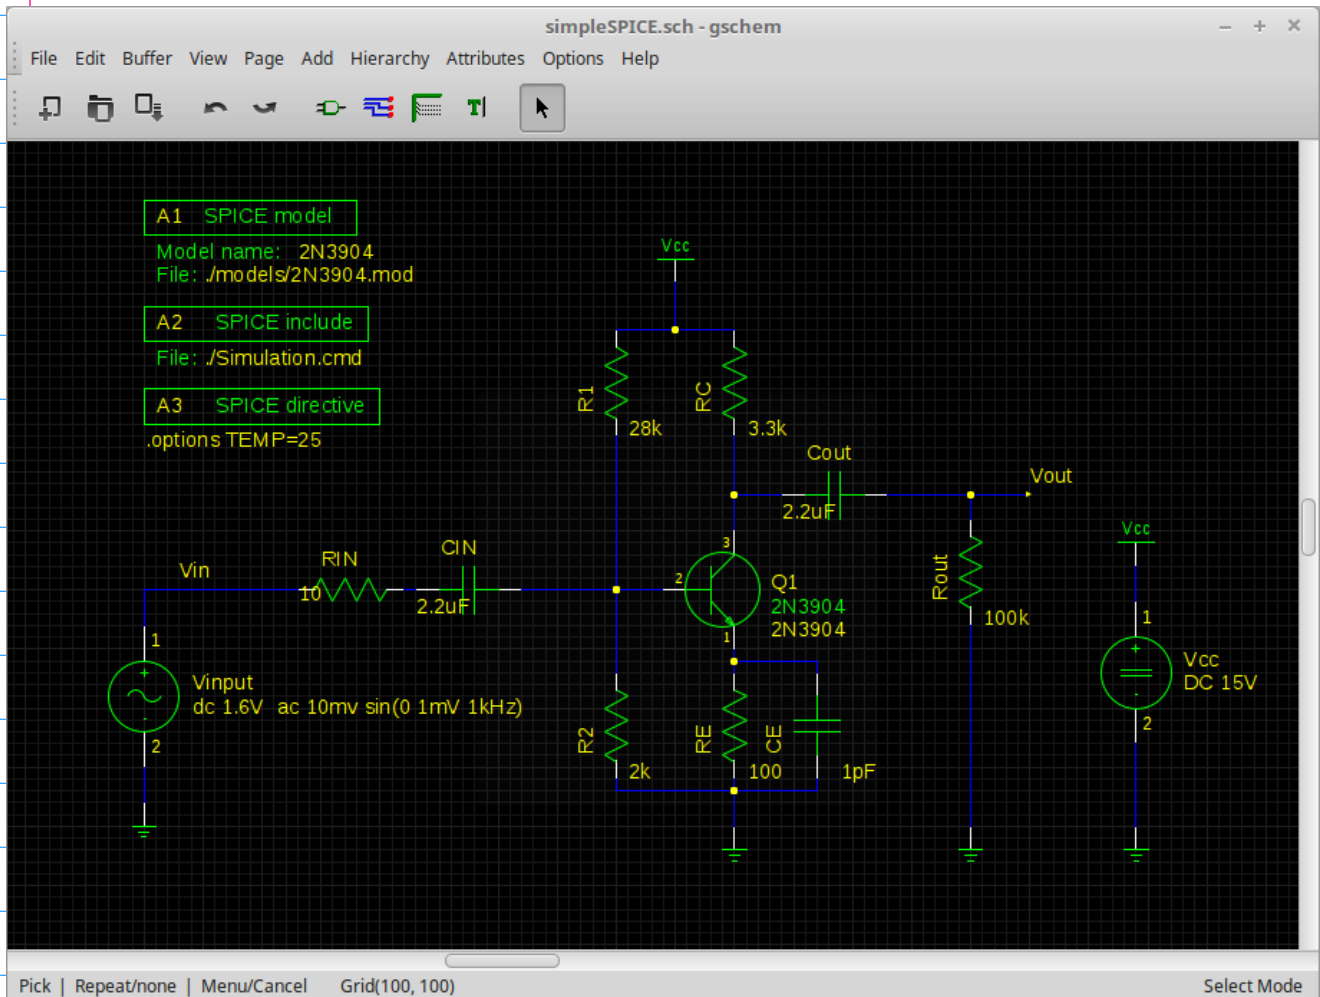 simpleSPICE.sch - gschem
File Edit Buffer View Page Add Hierarchy Attributes Options Help
A1 SPICE model
Model name: 2N3904
File: ./models/2N3904.mod
A2 SPICE include
File: ./Simulation.cmd
A3 SPICE directive
.options TEMP=25
Vcc
R1
28k
RC
3.3k
Cout
2.2uF
Vout
Vin
RIN
10
CIN
2.2uF
3
2
1
Q1
2N3904
2N3904
Rout
100k
Vcc
1
Vcc
DC 15V
2
1
Vinput
dc 1.6V ac 10mv sin(0 1mV 1kHz)
2
R2
2k
RE
100
CE
1pF
Pick | Repeat/none | Menu/Cancel Grid(100, 100) Select Mode